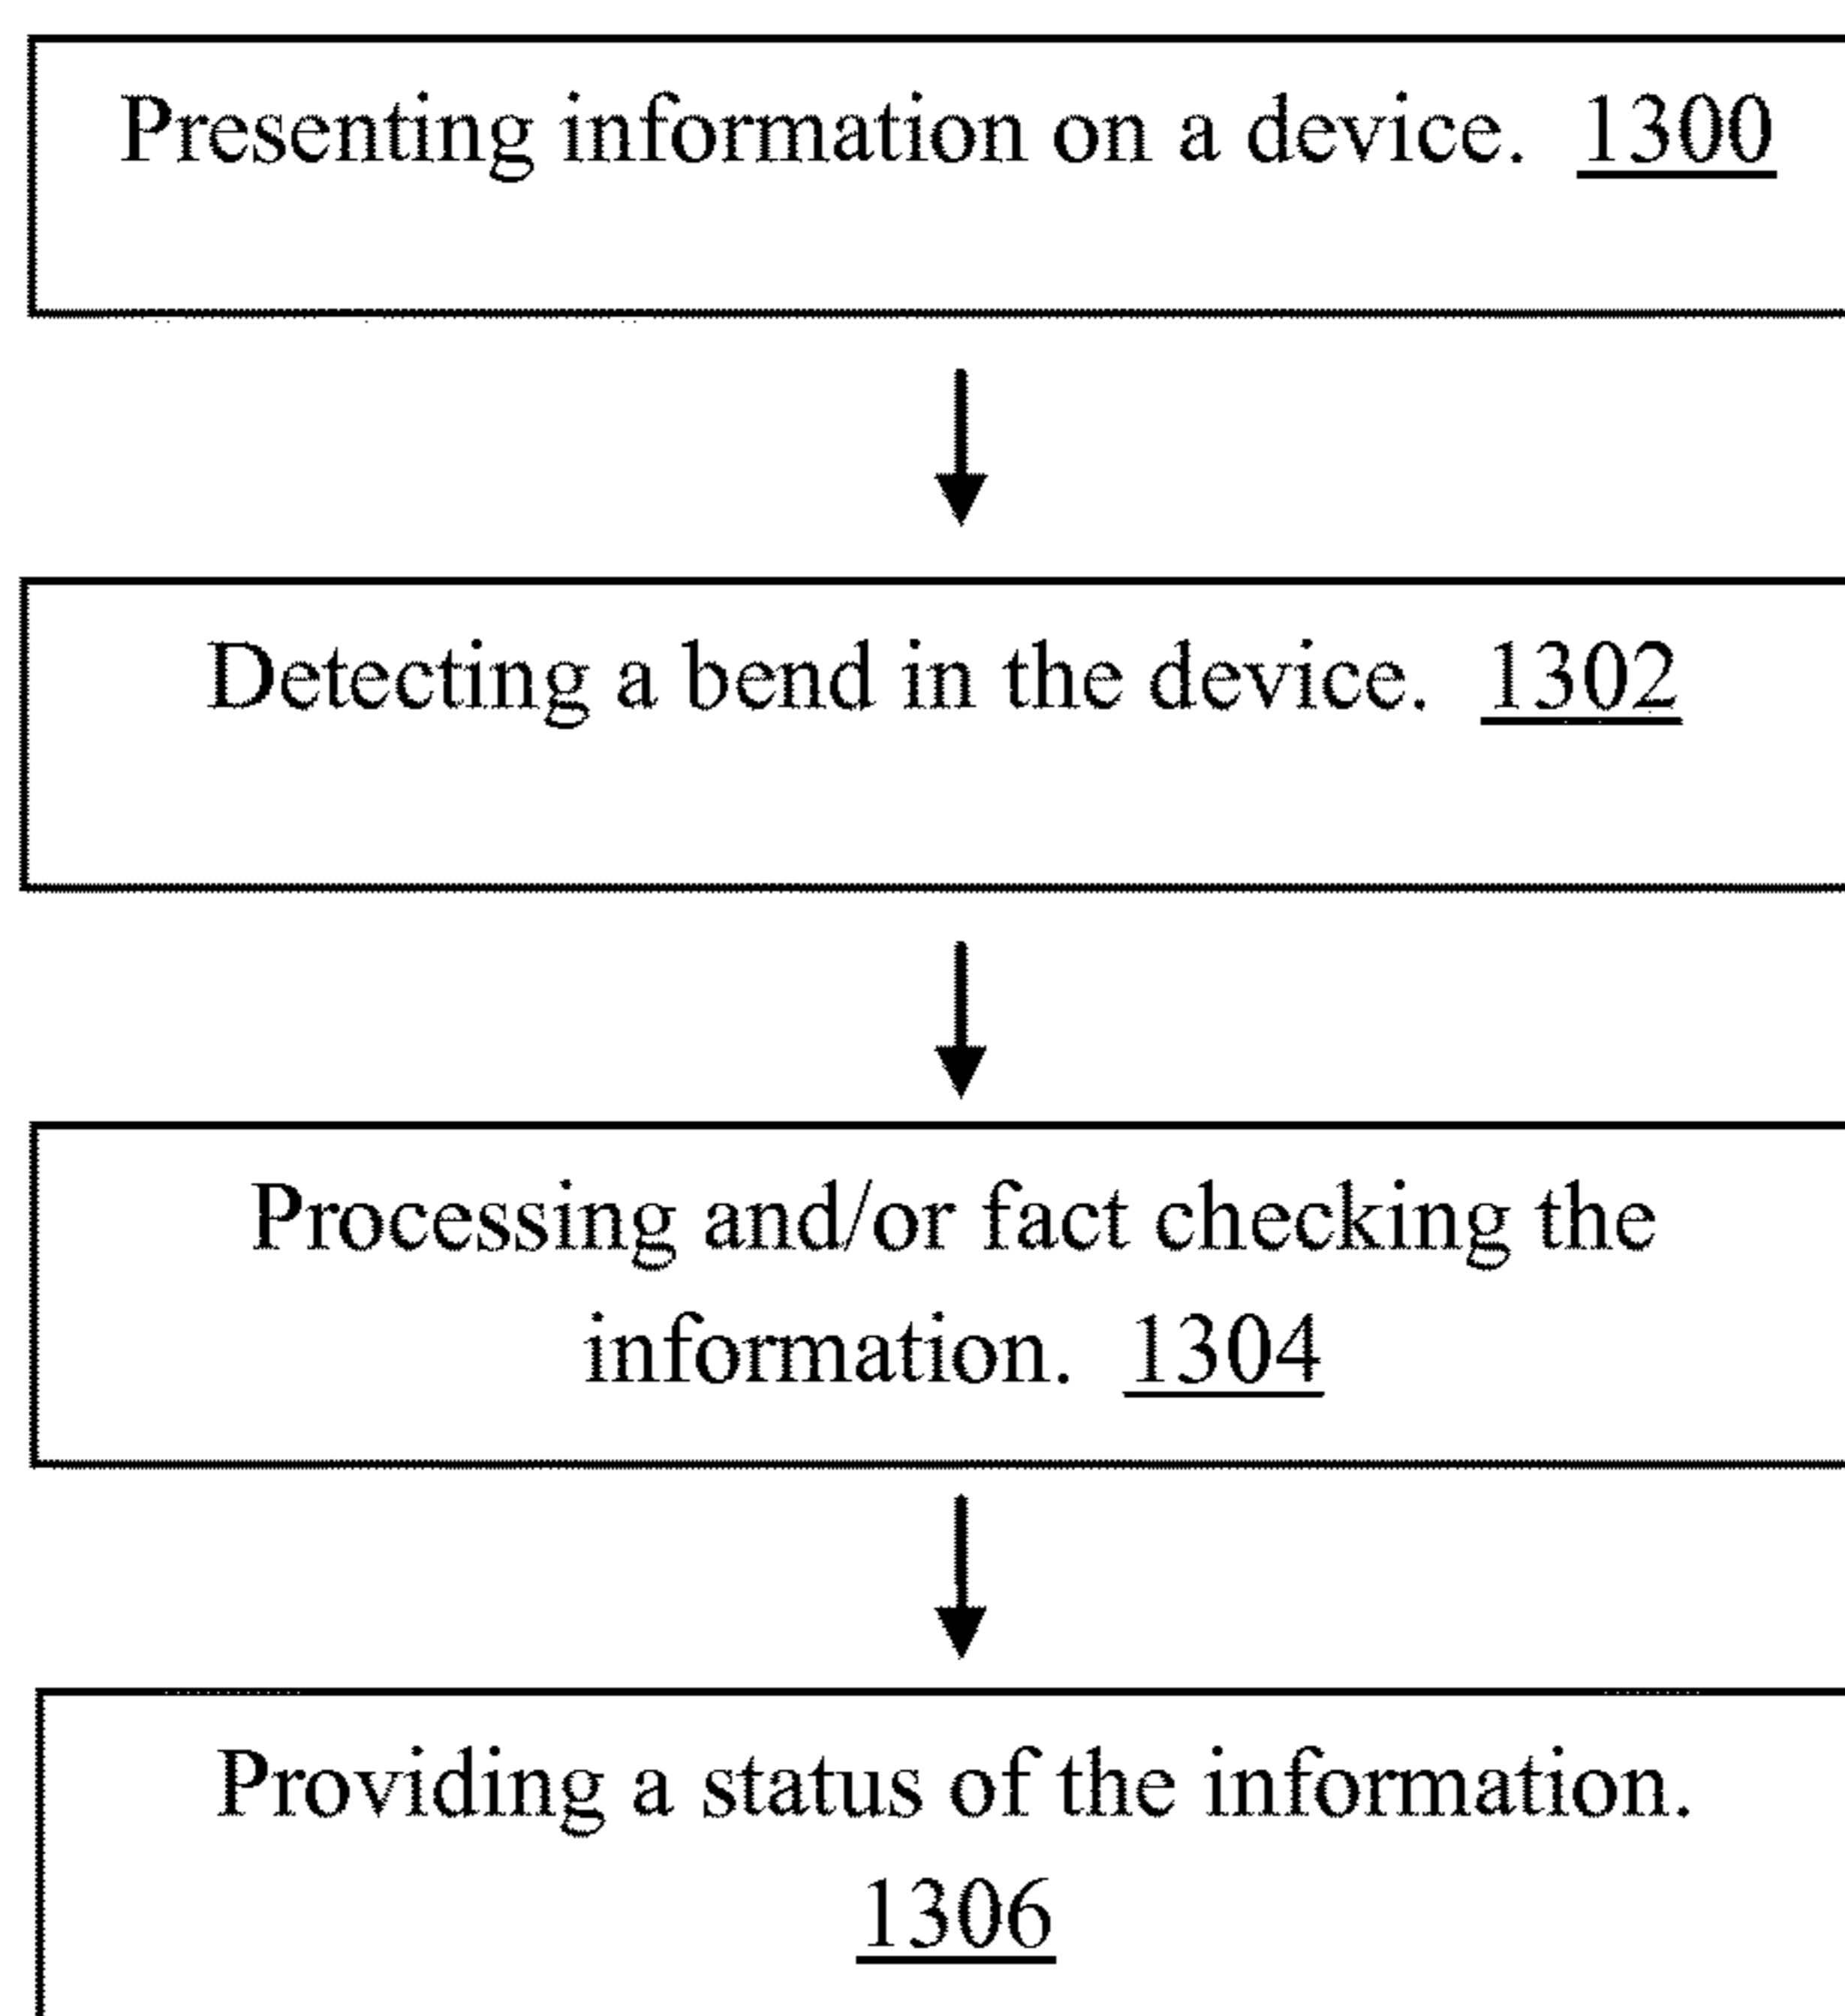 Presenting information on a device. 1300
Detecting a bend in the device. 1302
Processing and/or fact checking the
information. 1304
Providing a status of the information.
1306